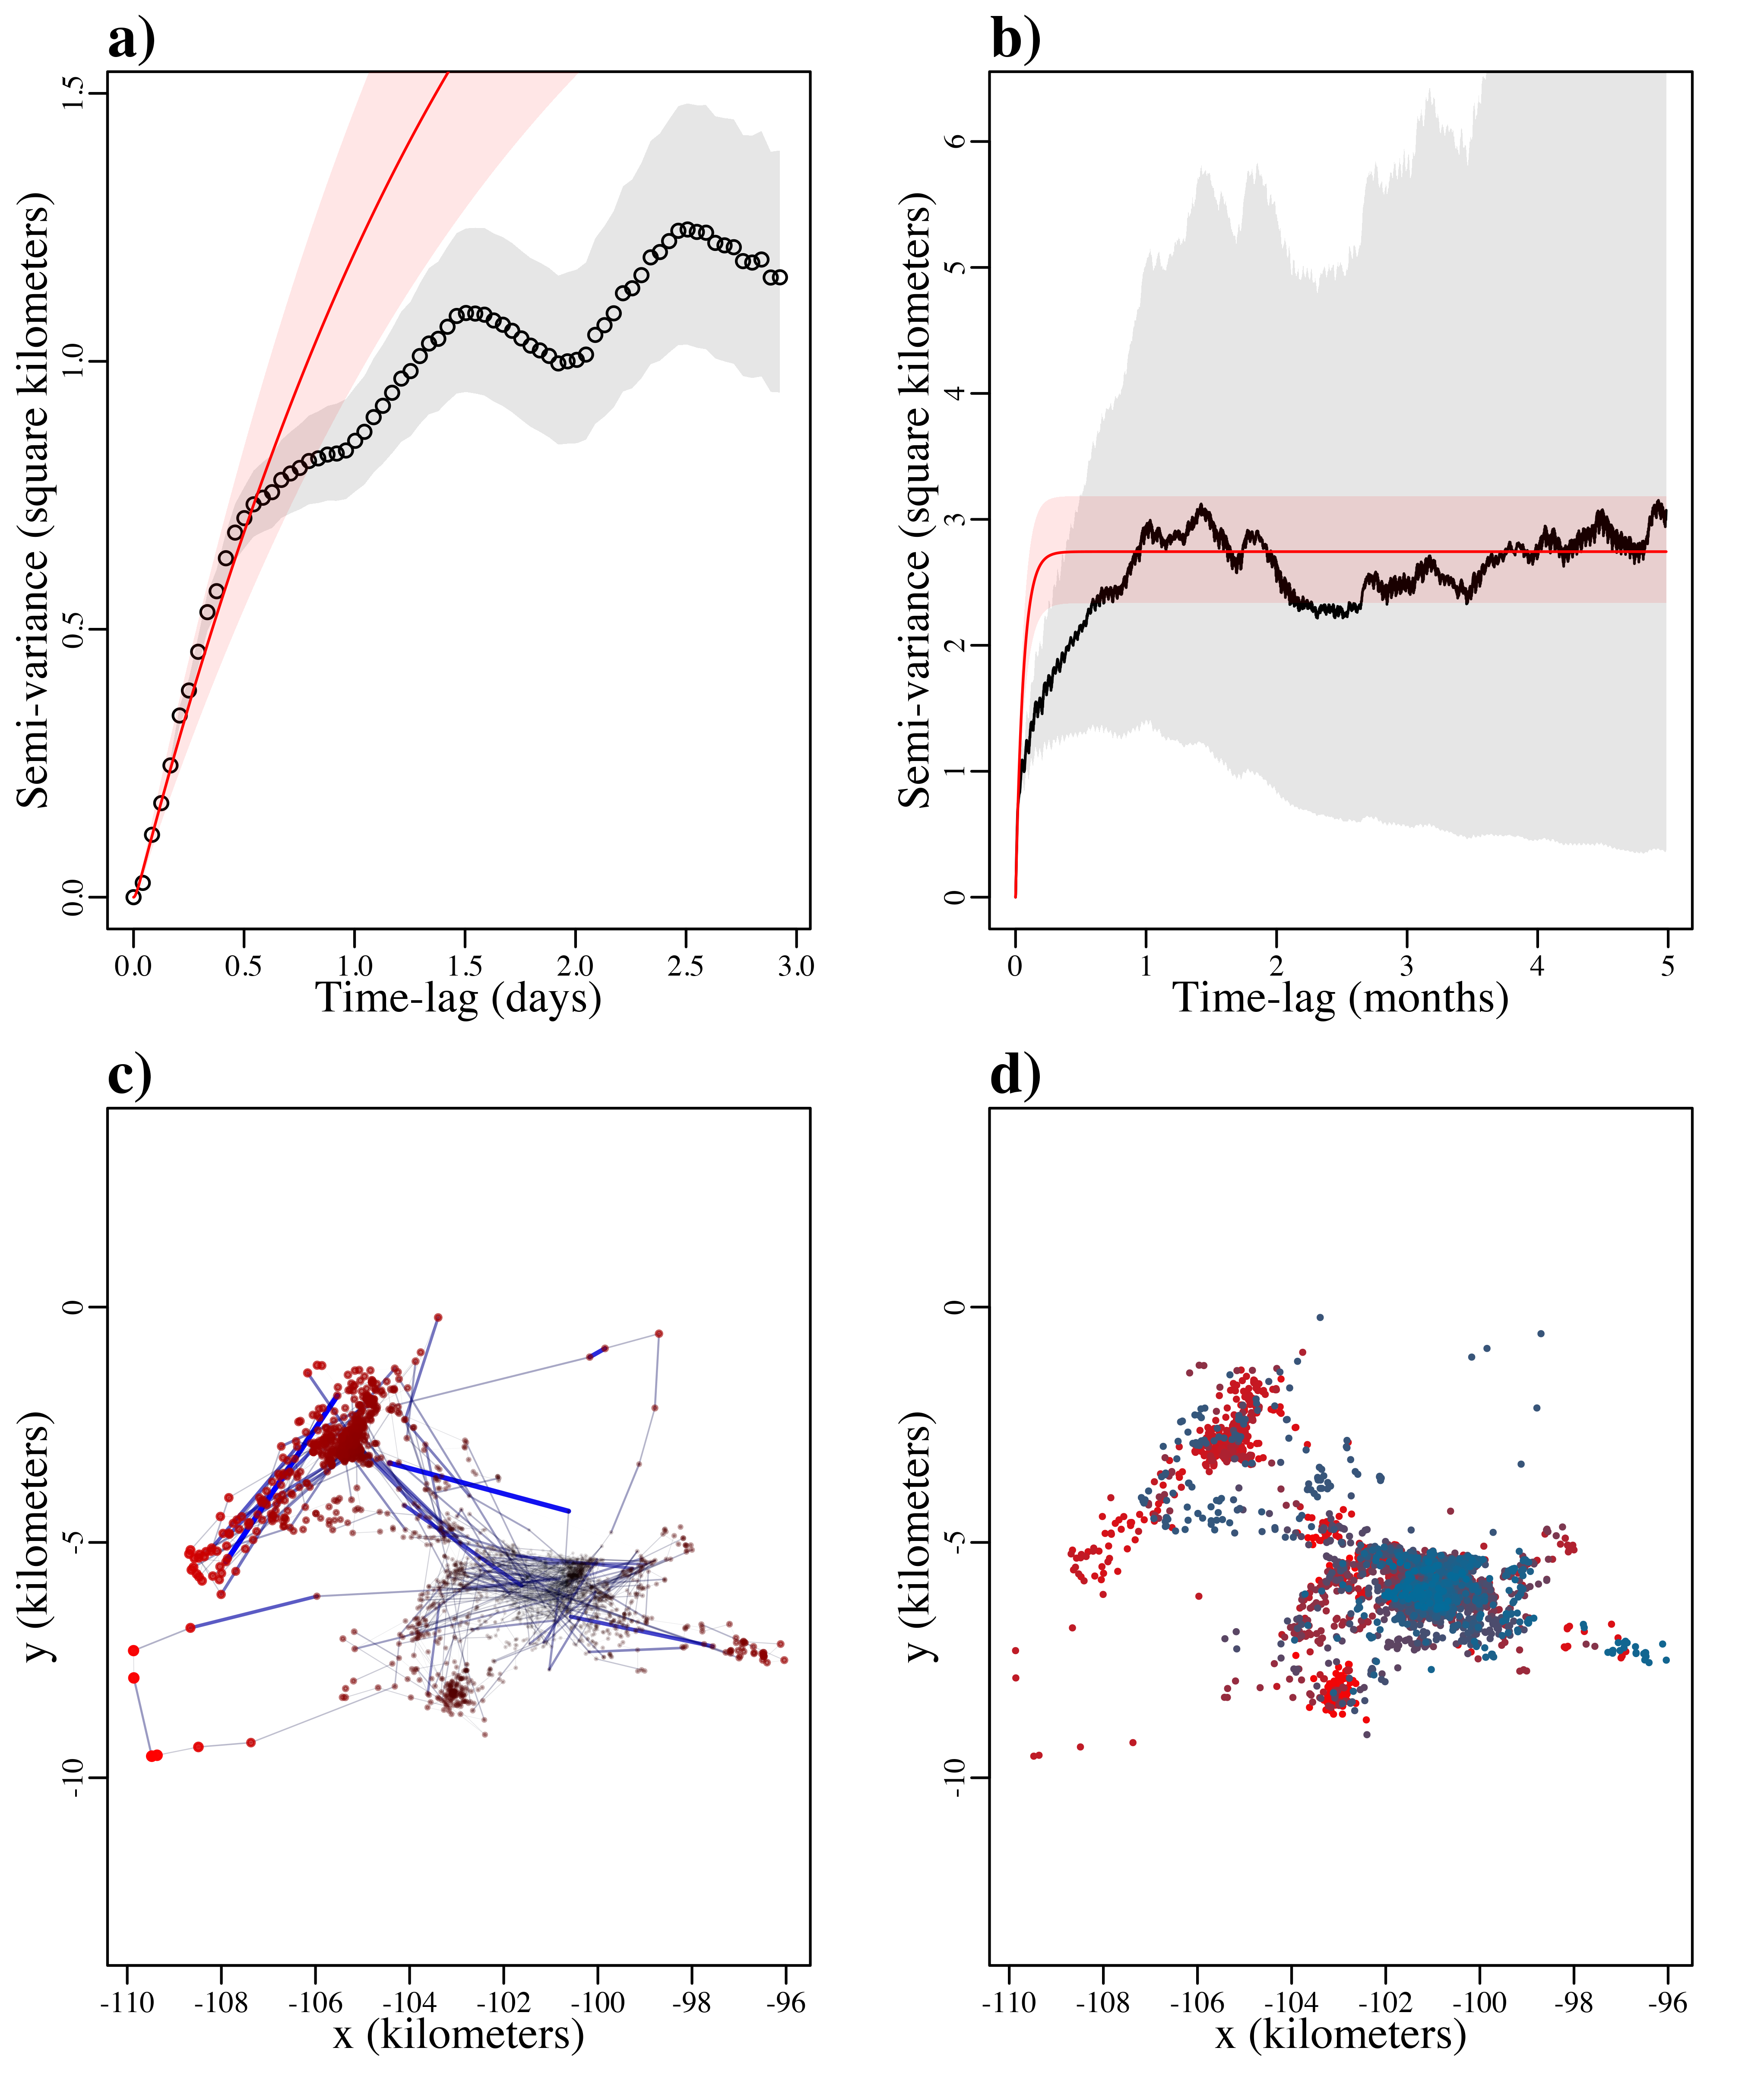 a)
Semi-variance (square kilometers)
1.5
1.0
0.5
0.0
0.0 0.5 1.0 1.5 2.0 2.5 3.0
Time-lag (days)
b)
Semi-variance (square kilometers)
6
5
4
3
2
1
0
0 1 2 3 4 5
Time-lag (months)
c)
y (kilometers)
0
-5
-10
-110 -108 -106 -104 -102 -100 -98 -96
x (kilometers)
d)
y (kilometers)
0
-5
-10
-110 -108 -106 -104 -102 -100 -98 -96
x (kilometers)